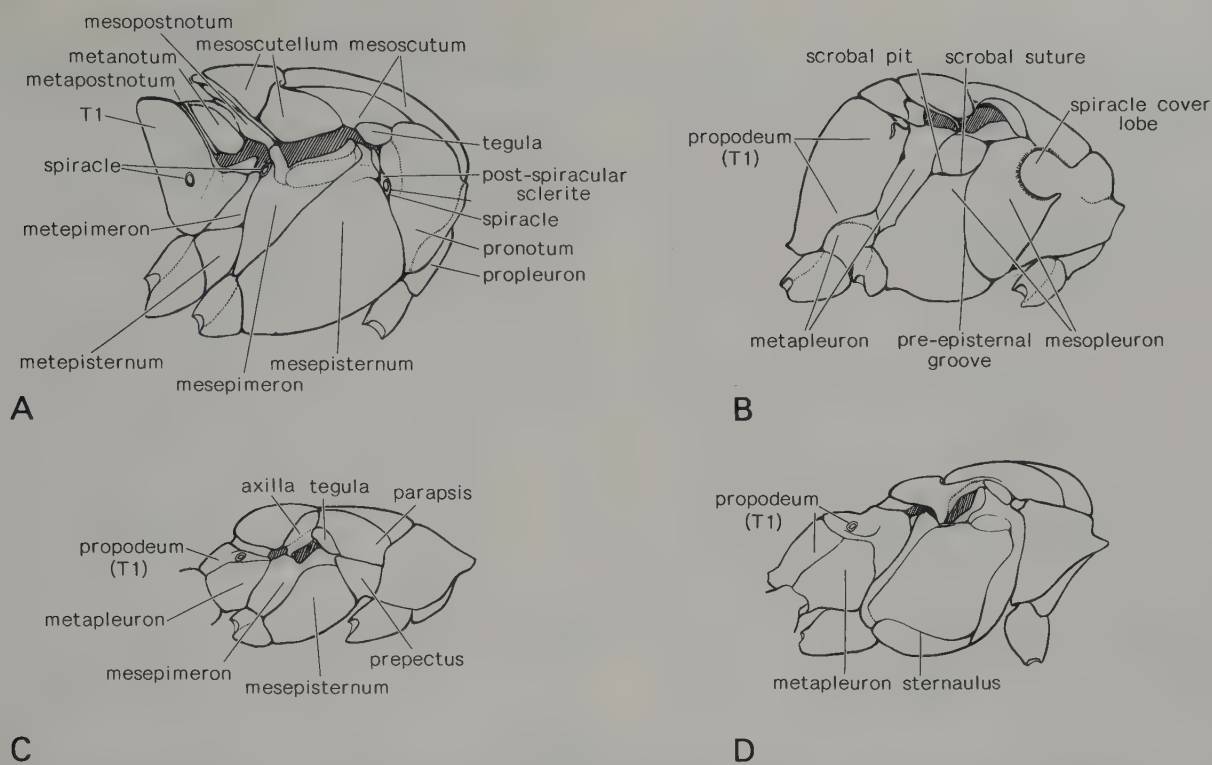 mesopostnotum
mesoscutellum mesoscutum
metanotum
metapostnotum
T1
tegula
spiracle
post-spiracular
sclerite
spiracle
metepimeron
pronotum
propleuron
metepisternum
mesepisternum
mesepimeron
A
scrobal pit
scrobal suture
spiracle cover
lobe
propodeum
(T1)
metapleuron
pre-episternal
groove
mesopleuron
B
axilla
tegula
parapsis
propodeum
(T1)
metapleuron
prepectus
mesepimeron
mesepisternum
C
propodeum
(T1)
metapleuron
sternaulus
D